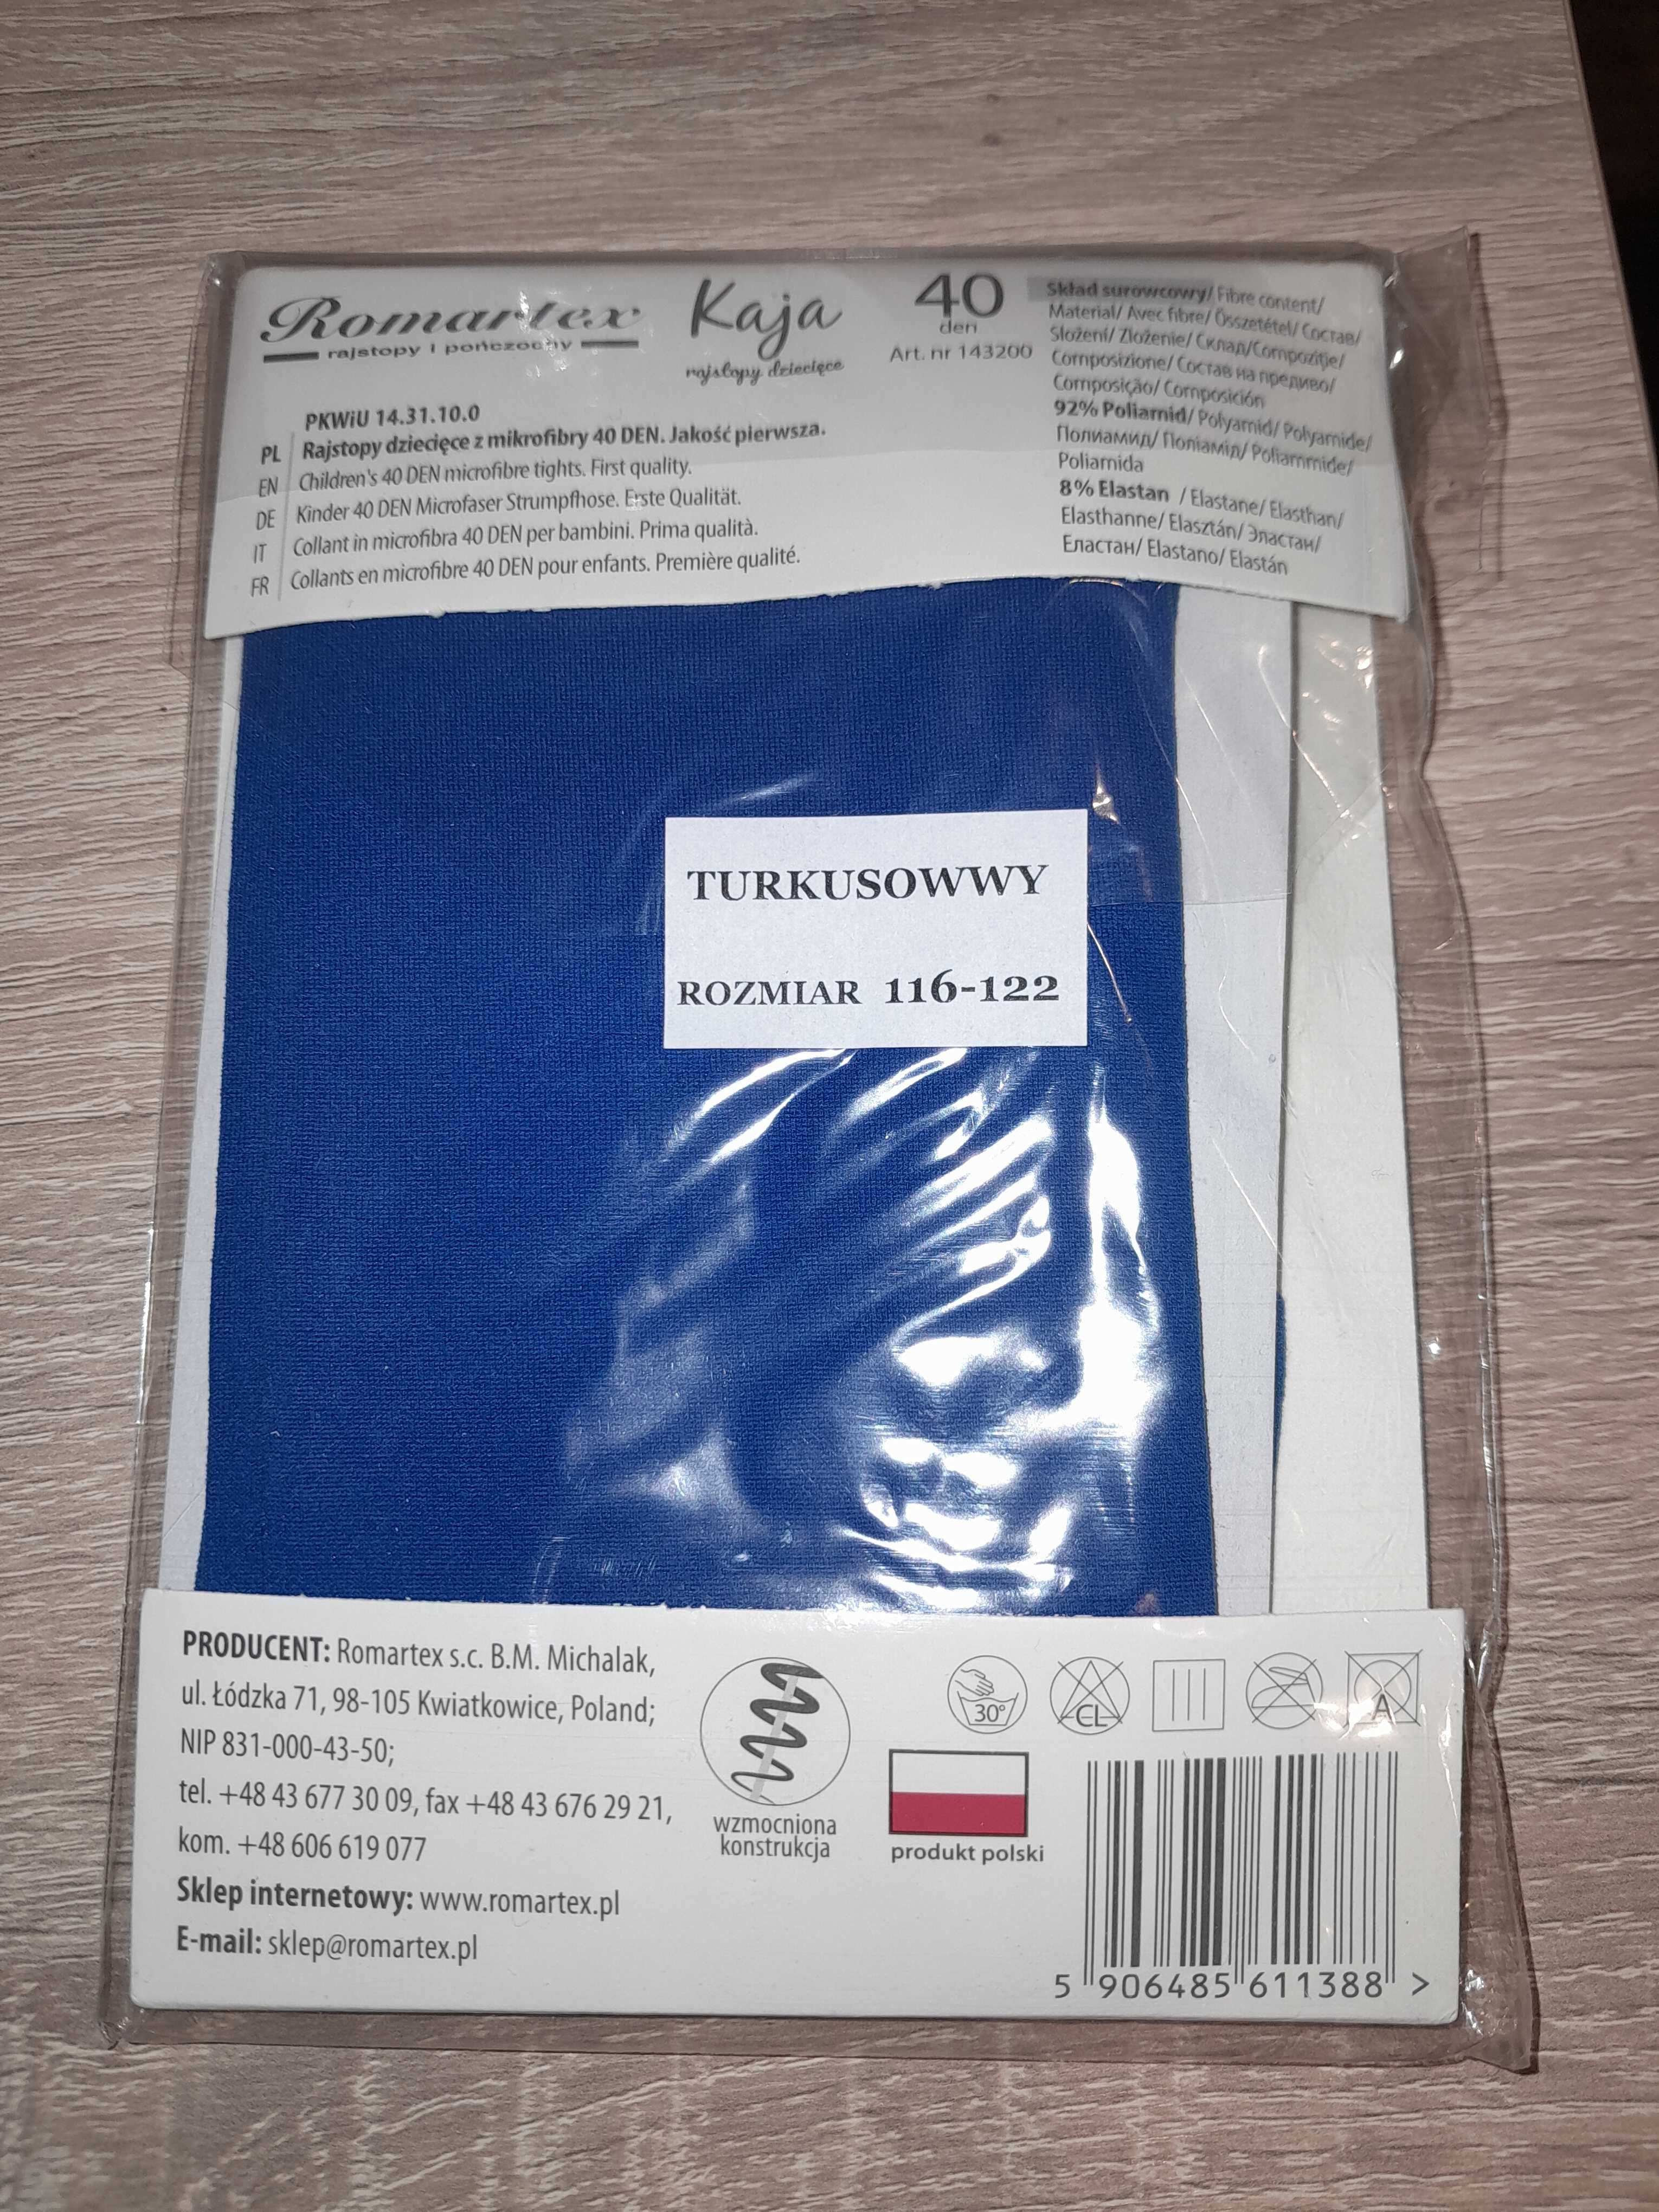 Romartex
rajstopy i pończochy
Kaja
rajstopy dziecięce
40
den
Art. nr 143200
PKWiU 14.31.10.0
PL Rajstopy dziecięce z mikrofibry 40 DEN. Jakość pierwsza.
EN Children's 40 DEN microfibre tights. First quality.
DE Kinder 40 DEN Microfaser Strumpfhose. Erste Qualität.
IT Collant in microfibra 40 DEN per bambini. Prima qualità.
FR Collants en microfibre 40 DEN pour enfants. Première qualité.
Skład surowcowy/ Fibre content/
Material/ Avec fibre/ Összetétel/ Состав/
Složení/ Zloženie/ Склад/Compoziție/
Composizione/ Состав на предиво/
Composição/ Composición
92% Poliamid/ Polyamid/ Polyamide/
Полиамид/ Поліамід/ Poliammide/
Poliamida
8% Elastan / Elastane/ Elasthan/
Elasthanne/ Elasztán/ Эластан/
Еластан/ Elastano/ Elastán
TURKUSOWWY
ROZMIAR 116-122
PRODUCENT: Romartex s.c. B.M. Michalak,
ul. Łódzka 71, 98-105 Kwiatkowice, Poland;
NIP 831-000-43-50;
tel. +48 43 677 30 09, fax +48 43 676 29 21,
kom. +48 606 619 077
Sklep internetowy: www.romartex.pl
E-mail: sklep@romartex.pl
wzmocniona
konstrukcja
30°
CL
A
produkt polski
5 906485 611388 >